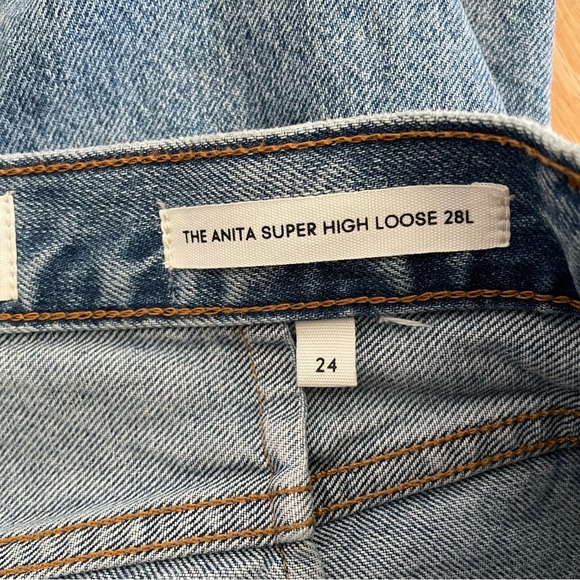 THE ANITA SUPER HIGH LOOSE 28L
24